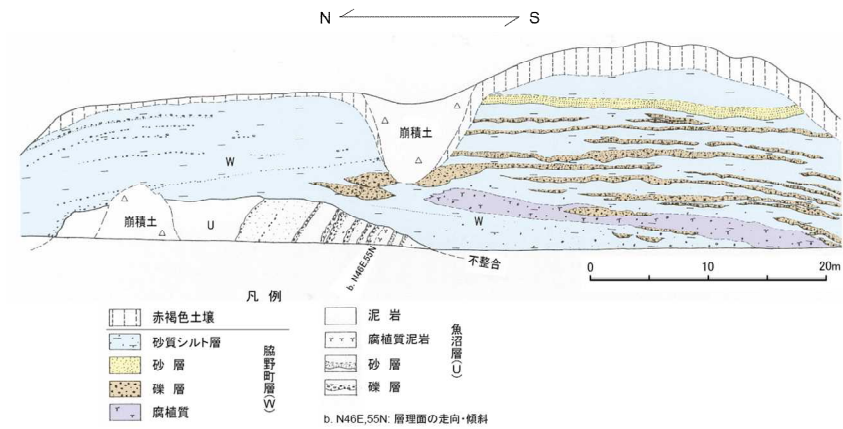 N S
崩積土
W
崩積土
U
W
b. N46E,55N
不整合
0 10 20m
凡 例
赤褐色土壌
砂質シルト層
砂 層
礫 層
腐植質
脇野町層(W)
泥 岩
腐植質泥岩
砂 層
礫 層
魚沼層(U)
b. N46E,55N: 層理面の走向・傾斜